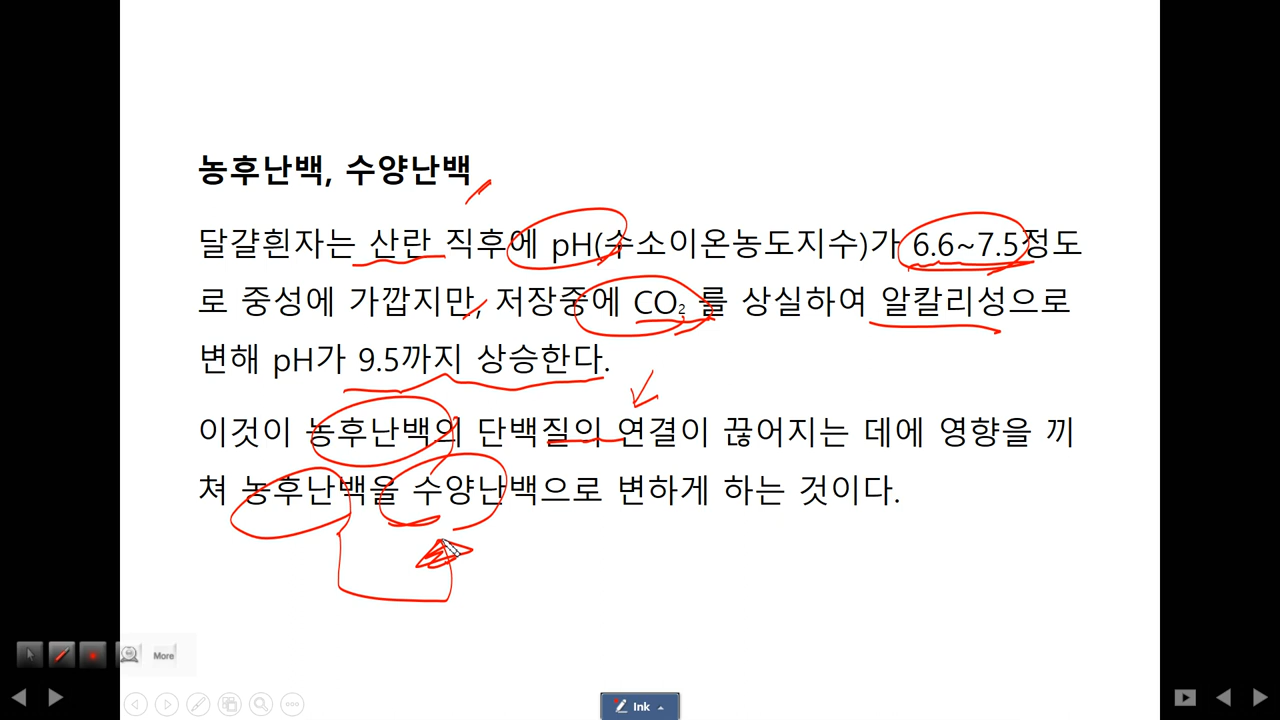 농후난백, 수양난백
달걀흰자는 산란 직후에 pH(수소이온농도지수)가 6.6~7.5정도
로 중성에 가깝지만, 저장중에 CO₂ 를 상실하여 알칼리성으로
변해 pH가 9.5까지 상승한다.
이것이 농후난백의 단백질의 연결이 끊어지는 데에 영향을 끼
쳐 농후난백을 수양난백으로 변하게 하는 것이다.
More
Ink